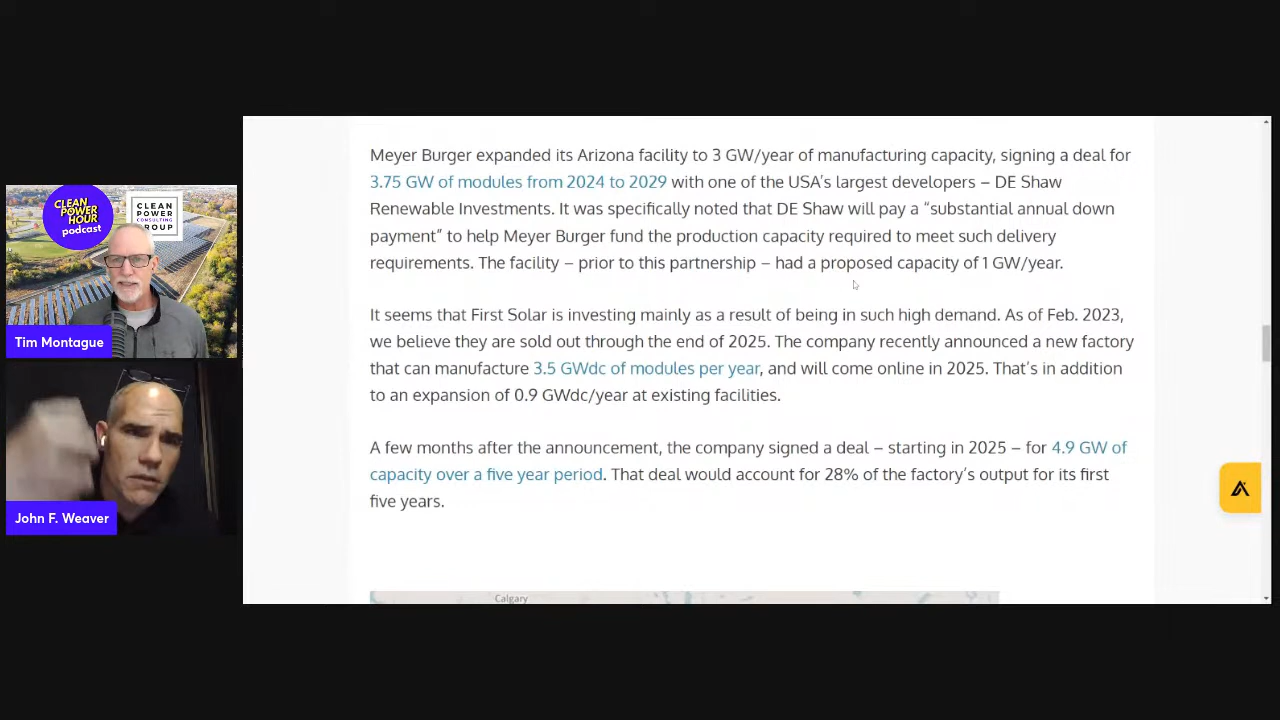 CLEAN
POWER
HOUR
podcast
CLEAN
POWER
CONSULTING
GROUP
Tim Montague
John F. Weaver
Meyer Burger expanded its Arizona facility to 3 GW/year of manufacturing capacity, signing a deal for
3.75 GW of modules from 2024 to 2029 with one of the USA’s largest developers – DE Shaw
Renewable Investments. It was specifically noted that DE Shaw will pay a “substantial annual down
payment” to help Meyer Burger fund the production capacity required to meet such delivery
requirements. The facility – prior to this partnership – had a proposed capacity of 1 GW/year.
It seems that First Solar is investing mainly as a result of being in such high demand. As of Feb. 2023,
we believe they are sold out through the end of 2025. The company recently announced a new factory
that can manufacture 3.5 GWdc of modules per year, and will come online in 2025. That’s in addition
to an expansion of 0.9 GWdc/year at existing facilities.
A few months after the announcement, the company signed a deal – starting in 2025 – for 4.9 GW of
capacity over a five year period. That deal would account for 28% of the factory’s output for its first
five years.
Calgary